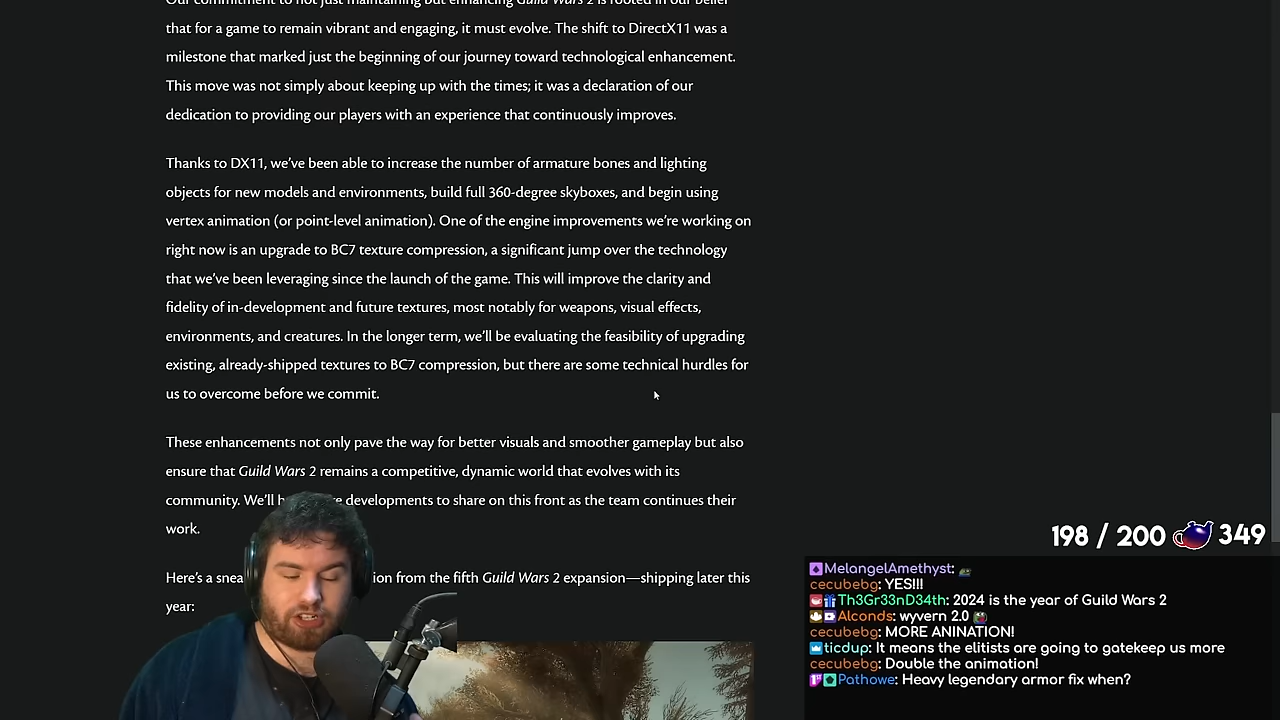 Our commitment to not just maintaining but enhancing Guild Wars 2 is rooted in our belief
that for a game to remain vibrant and engaging, it must evolve. The shift to DirectX11 was a
milestone that marked just the beginning of our journey toward technological enhancement.
This move was not simply about keeping up with the times; it was a declaration of our
dedication to providing our players with an experience that continuously improves.
Thanks to DX11, we’ve been able to increase the number of armature bones and lighting
objects for new models and environments, build full 360-degree skyboxes, and begin using
vertex animation (or point-level animation). One of the engine improvements we’re working on
right now is an upgrade to BC7 texture compression, a significant jump over the technology
that we’ve been leveraging since the launch of the game. This will improve the clarity and
fidelity of in-development and future textures, most notably for weapons, visual effects,
environments, and creatures. In the longer term, we’ll be evaluating the feasibility of upgrading
existing, already-shipped textures to BC7 compression, but there are some technical hurdles for
us to overcome before we commit.
These enhancements not only pave the way for better visuals and smoother gameplay but also
ensure that Guild Wars 2 remains a competitive, dynamic world that evolves with its
community. We’ll developments to share on this front as the team continues their
work.
Here’s a from the fifth Guild Wars 2 expansion—shipping later this
year:
198 / 200 349
MelangelAmethyst:
cecubebg: YES!!!
Th3Gr33nD34th: 2024 is the year of Guild Wars 2
Alconds: wyvern 2.0
cecubebg: MORE ANINATION!
ticdup: It means the elitists are going to gatekeep us more
cecubebg: Double the animation!
Pathowe: Heavy legendary armor fix when?